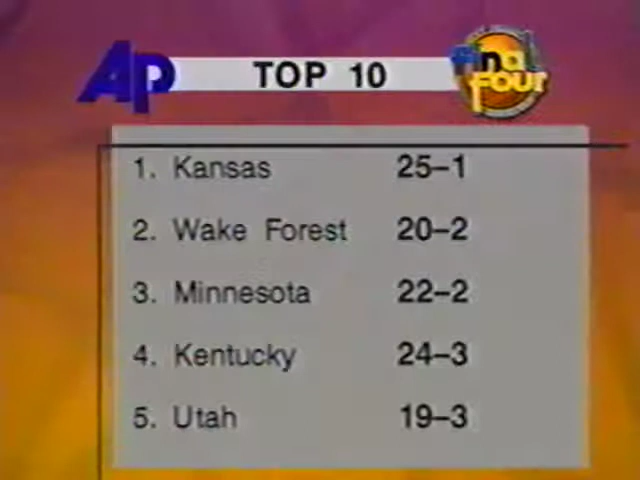 AP TOP 10 Final Four
1. Kansas 25–1
2. Wake Forest 20–2
3. Minnesota 22–2
4. Kentucky 24–3
5. Utah 19–3